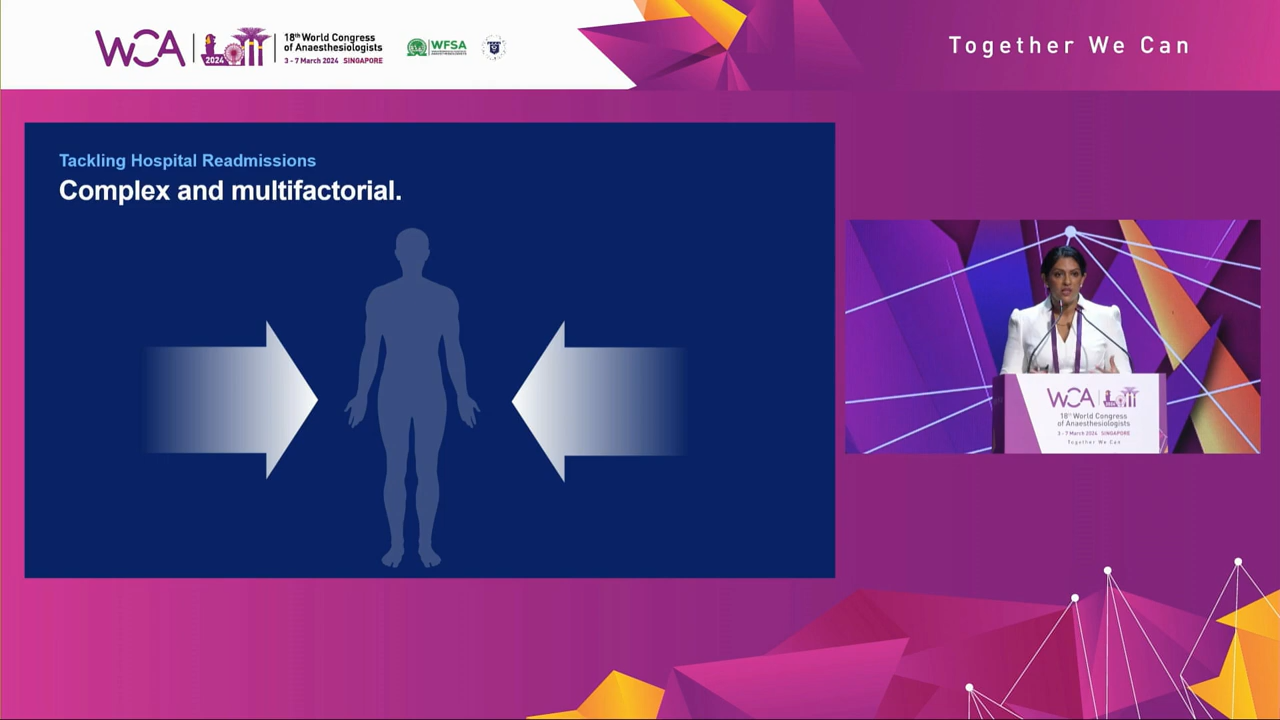 WCA
2024
18th World Congress
of Anaesthesiologists
3 - 7 March 2024 SINGAPORE
WFSA
Together We Can
Tackling Hospital Readmissions
Complex and multifactorial.
WCA
18th World Congress
of Anaesthesiologists
3 - 7 March 2024 SINGAPORE
Together We Can